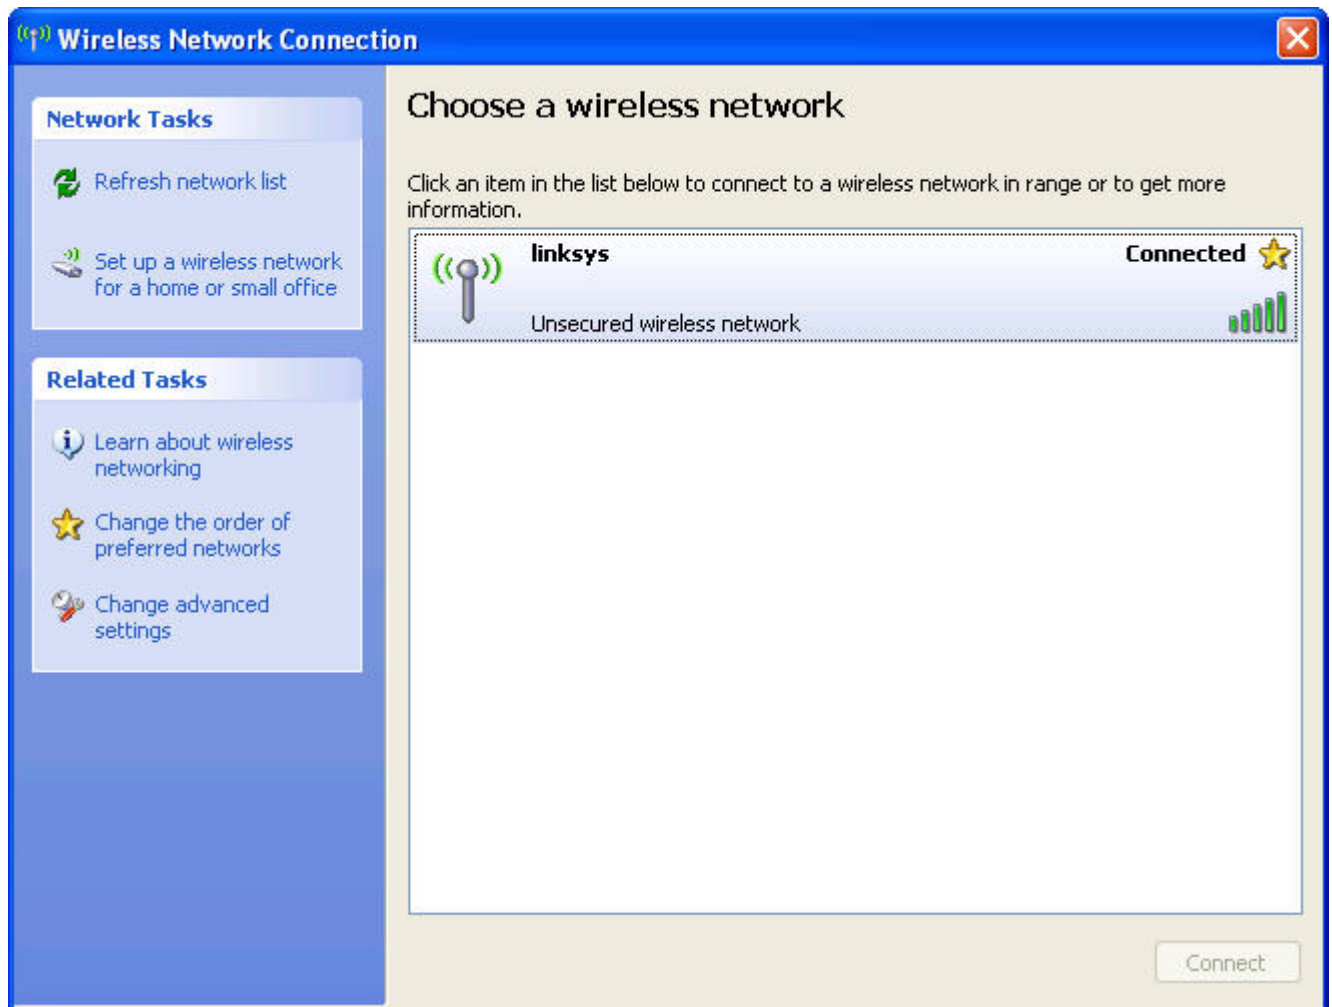 Wireless Network Connection
Network Tasks
Refresh network list
Set up a wireless network
for a home or small office
Related Tasks
Learn about wireless
networking
Change the order of
preferred networks
Change advanced
settings
Choose a wireless network
Click an item in the list below to connect to a wireless network in range or to get more
information.
linksys Connected
Unsecured wireless network
Connect